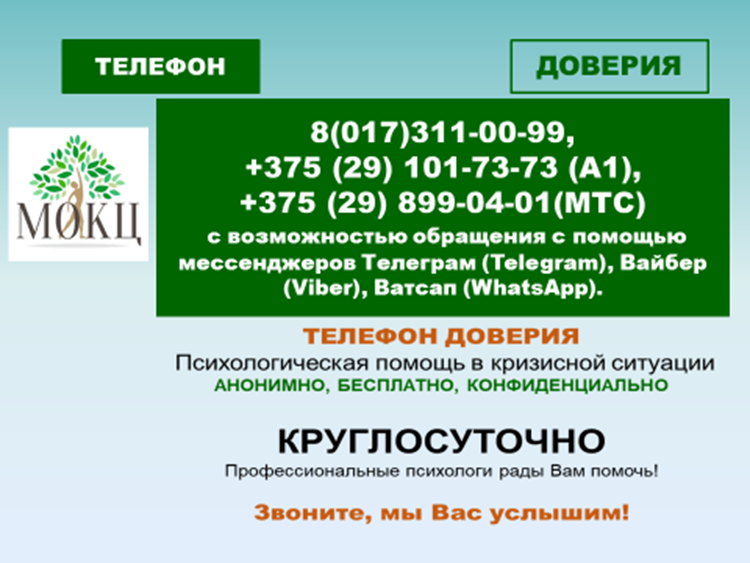 ТЕЛЕФОН ДОВЕРИЯ
8(017)311-00-99,
+375 (29) 101-73-73 (А1),
+375 (29) 899-04-01(МТС)
с возможностью обращения с помощью
мессенджеров Телеграм (Telegram), Вайбер
(Viber), Ватсап (WhatsApp).
МОКЦ
ТЕЛЕФОН ДОВЕРИЯ
Психологическая помощь в кризисной ситуации
АНОНИМНО, БЕСПЛАТНО, КОНФИДЕНЦИАЛЬНО
КРУГЛОСУТОЧНО
Профессиональные психологи рады Вам помочь!
Звоните, мы Вас услышим!